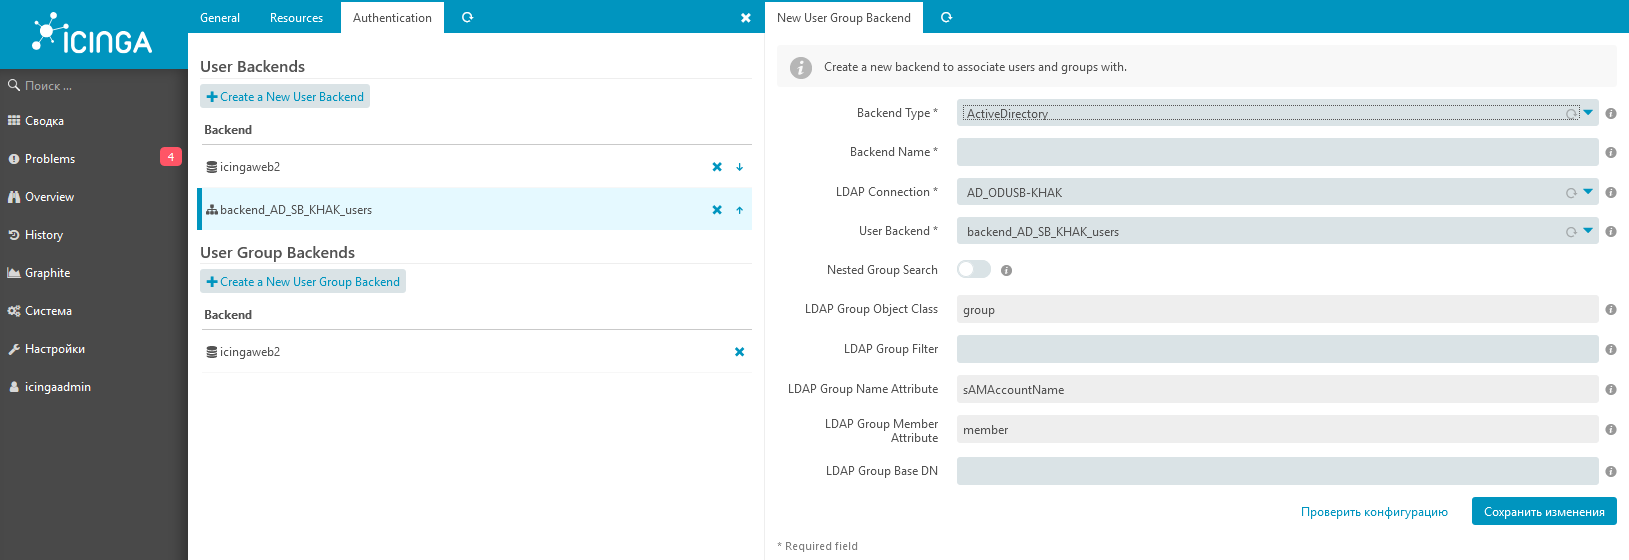 ICINGA
Поиск ...
Сводка
Problems 4
Overview
History
Graphite
Система
Настройки
icingaadmin
General Resources Authentication
User Backends
Create a New User Backend
Backend
icingaweb2
backend_AD_SB_KHAK_users
User Group Backends
Create a New User Group Backend
Backend
icingaweb2
New User Group Backend
Create a new backend to associate users and groups with.
Backend Type * ActiveDirectory
Backend Name *
LDAP Connection * AD_ODUSB-KHAK
User Backend * backend_AD_SB_KHAK_users
Nested Group Search
LDAP Group Object Class group
LDAP Group Filter
LDAP Group Name Attribute sAMAccountName
LDAP Group Member
Attribute member
LDAP Group Base DN
Проверить конфигурацию Сохранить изменения
* Required field